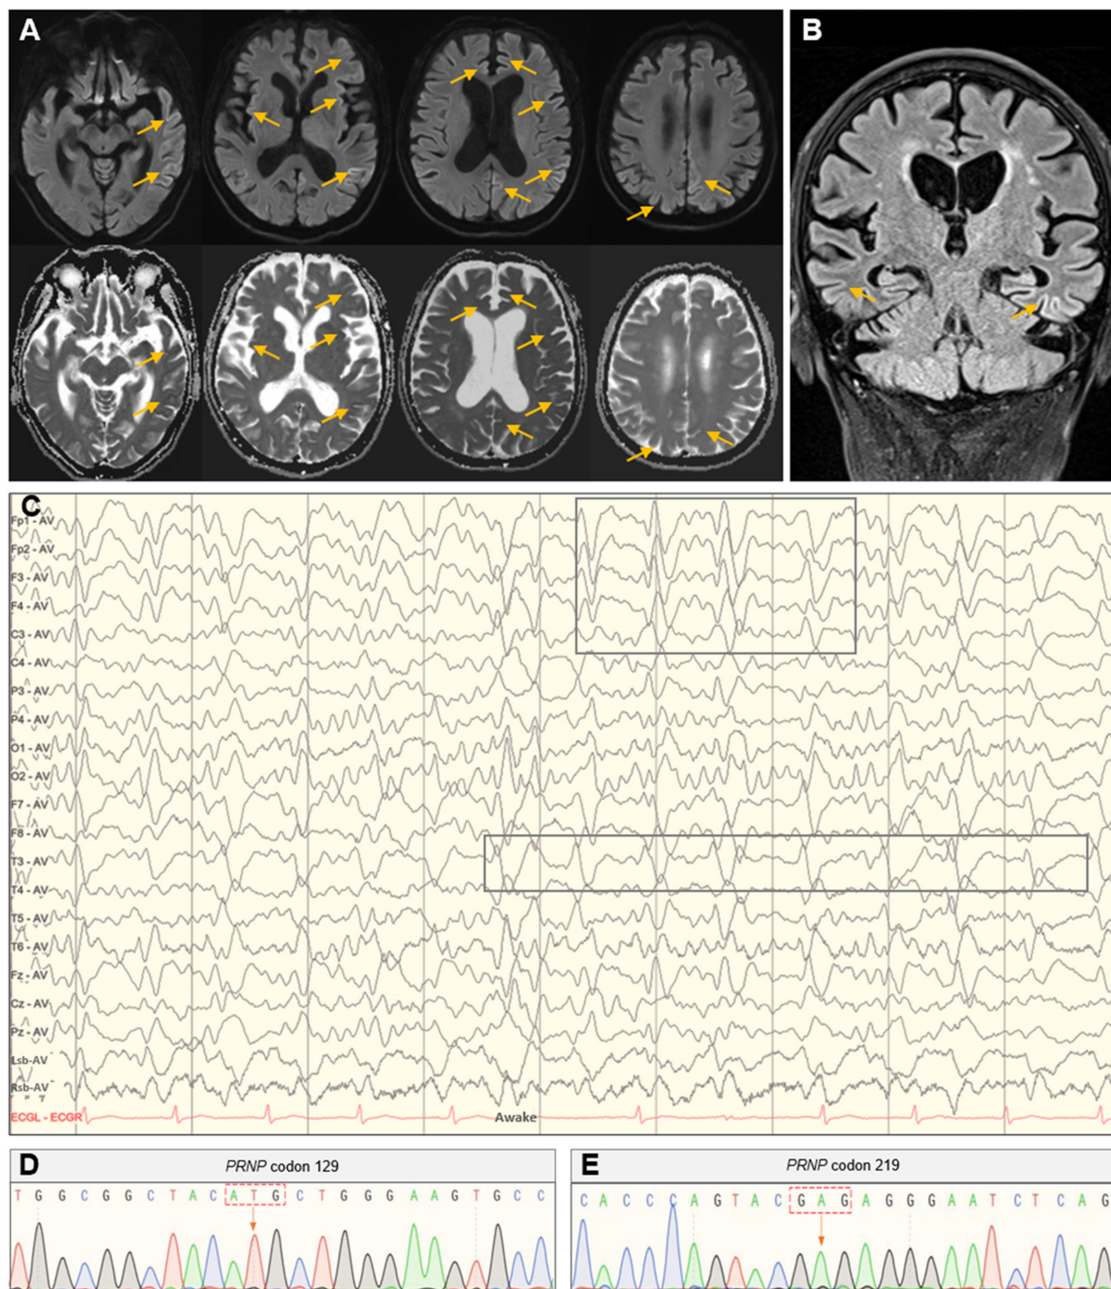 A
B
C
Fp1 - AV
Fp2 - AV
F3 - AV
F4 - AV
C3 - AV
C4 - AV
P3 - AV
P4 - AV
O1 - AV
O2 - AV
F7 - AV
F8 - AV
T3 - AV
T4 - AV
T5 - AV
T6 - AV
Fz - AV
Cz - AV
Pz - AV
Lsb-AV
Rsb-AV
ECGL - ECGR
Awake
D
PRNP codon 129
T G G C G G C T A C A T G C T G G G A A G T G C C
E
PRNP codon 219
C A C C C A G T A C G A G A G G G A A T C T C A G